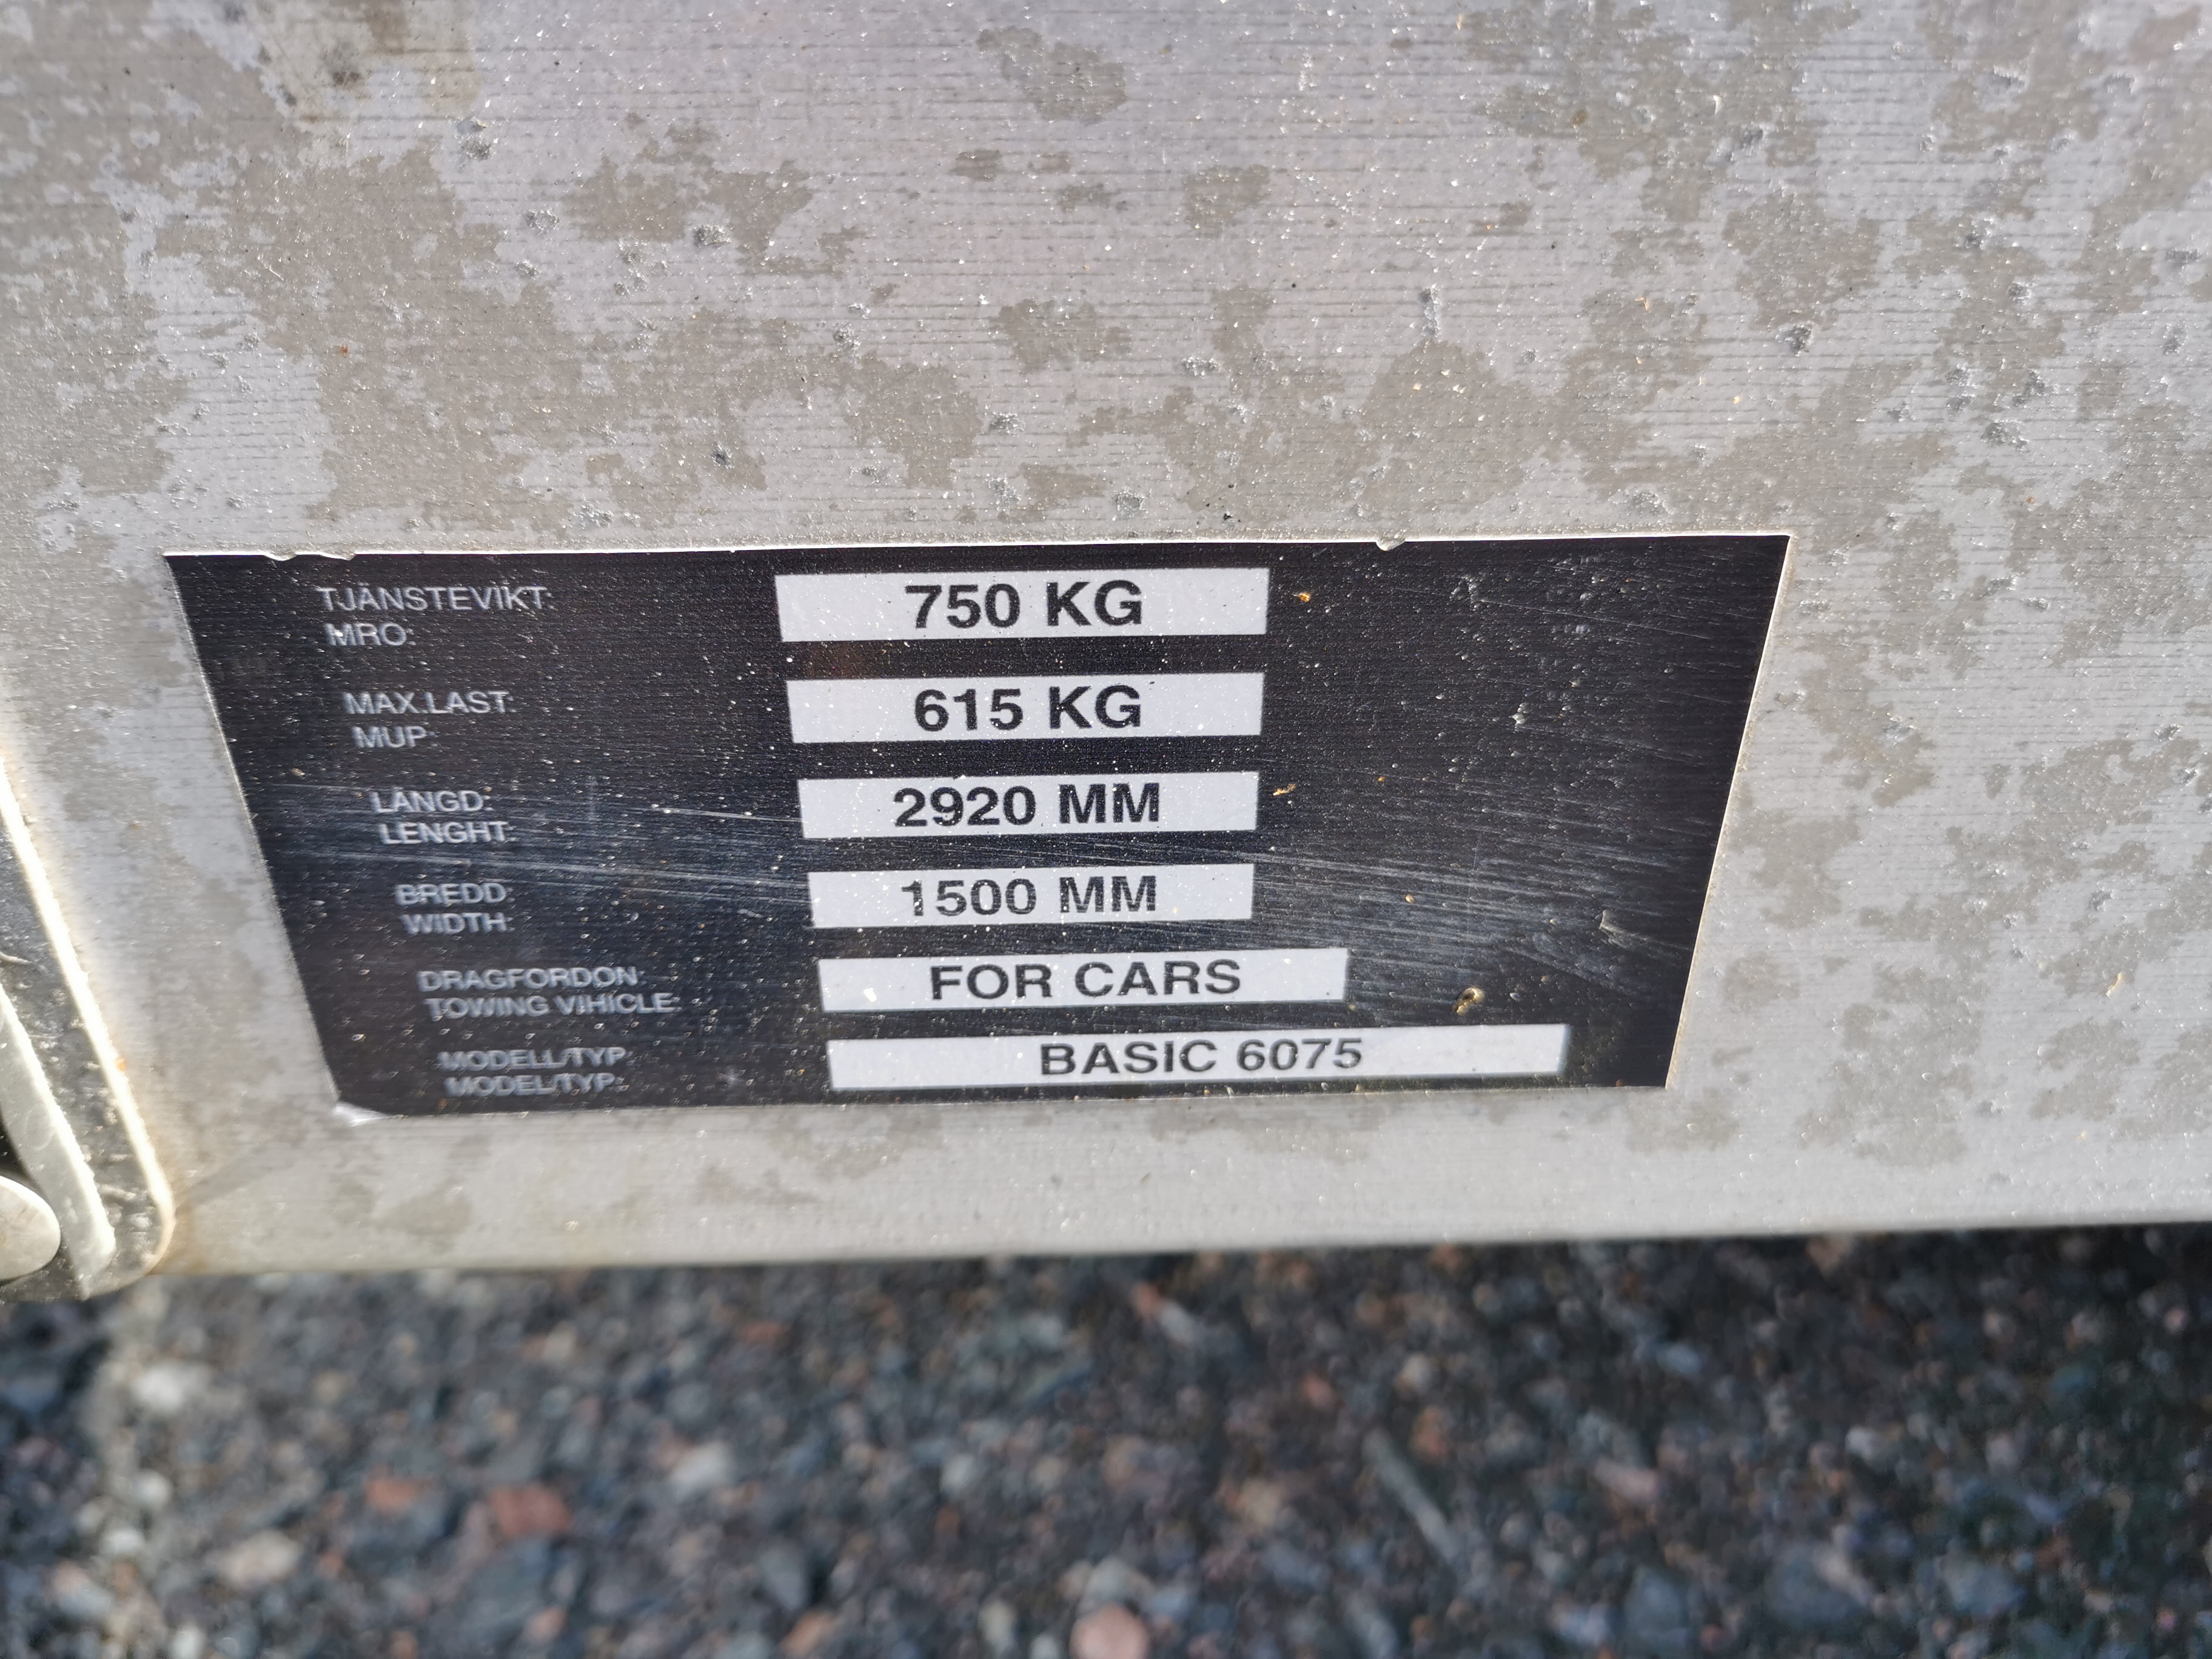 TJÄNSTEVIKT: 750 KG
MRO:
MAX.LAST: 615 KG
MUP:
LÄNGD: 2920 MM
LENGHT:
BREDD: 1500 MM
WIDTH:
DRAGFORDON: FOR CARS
TOWING VIHICLE:
MODELL/TYP: BASIC 6075
MODEL/TYP: